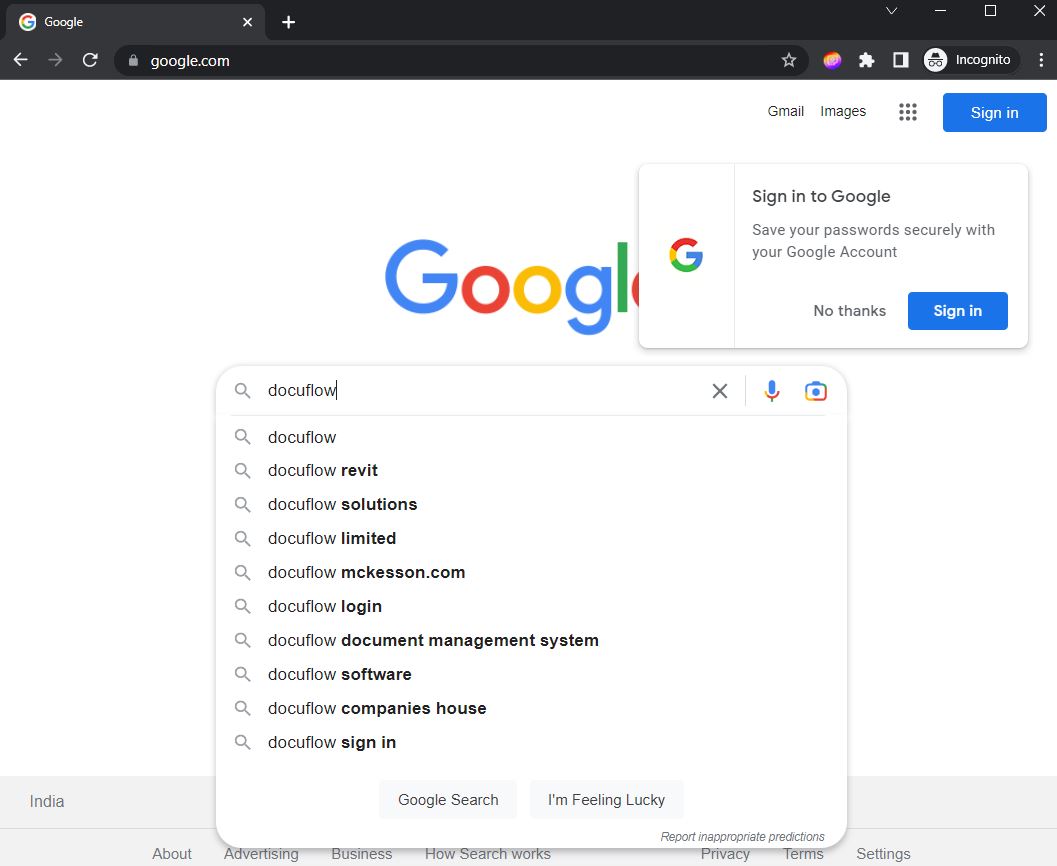 Google
google.com
Incognito
Gmail Images
Sign in
Sign in to Google
Save your passwords securely with
your Google Account
No thanks Sign in
Googl
docuflow
docuflow
docuflow revit
docuflow solutions
docuflow limited
docuflow mckesson.com
docuflow login
docuflow document management system
docuflow software
docuflow companies house
docuflow sign in
Google Search I'm Feeling Lucky
Report inappropriate predictions
India
About Advertising Business How Search works Privacy Terms Settings